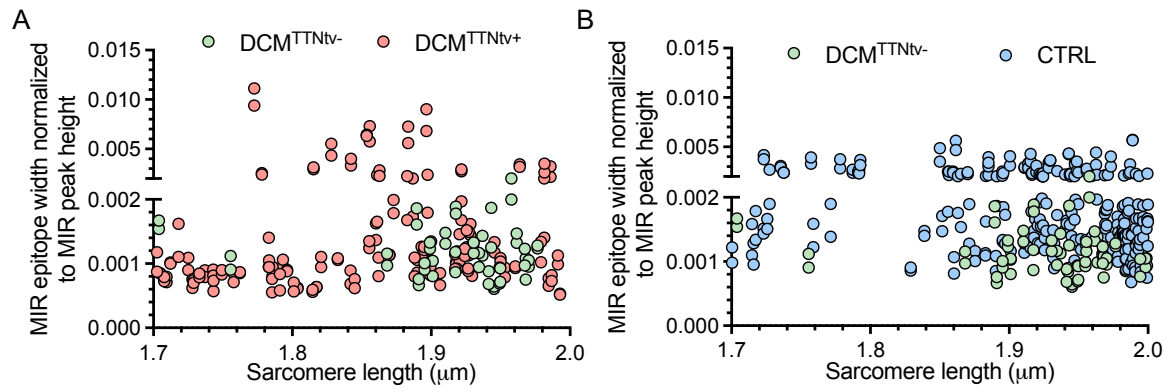 A
DCM^TTNtv- DCM^TTNtv+
MIR epitope width normalized
to MIR peak height
0.015
0.010
0.005
0.002
0.001
0.000
1.7 1.8 1.9 2.0
Sarcomere length (μm)
B
DCM^TTNtv- CTRL
MIR epitope width normalized
to MIR peak height
0.015
0.010
0.005
0.002
0.001
0.000
1.7 1.8 1.9 2.0
Sarcomere length (μm)